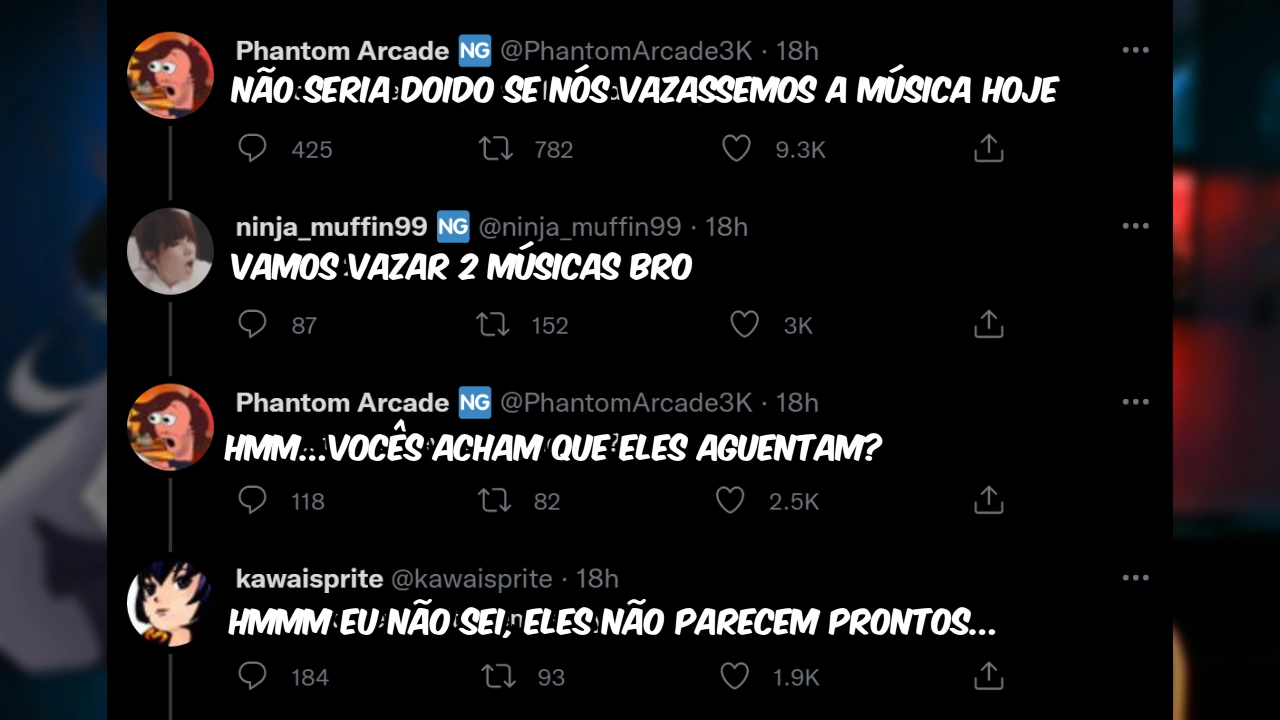 Phantom Arcade NG @PhantomArcade3K · 18h
NÃO SERIA DOIDO SE NÓS VAZASSEMOS A MÚSICA HOJE
425 782 9.3K
ninja_muffin99 NG @ninja_muffin99 · 18h
VAMOS VAZAR 2 MÚSICAS BRO
87 152 3K
Phantom Arcade NG @PhantomArcade3K · 18h
HMM...VOCÊS ACHAM QUE ELES AGUENTAM?
118 82 2.5K
kawaisprite @kawaisprite · 18h
HMMM EU NÃO SEI, ELES NÃO PARECEM PRONTOS...
184 93 1.9K